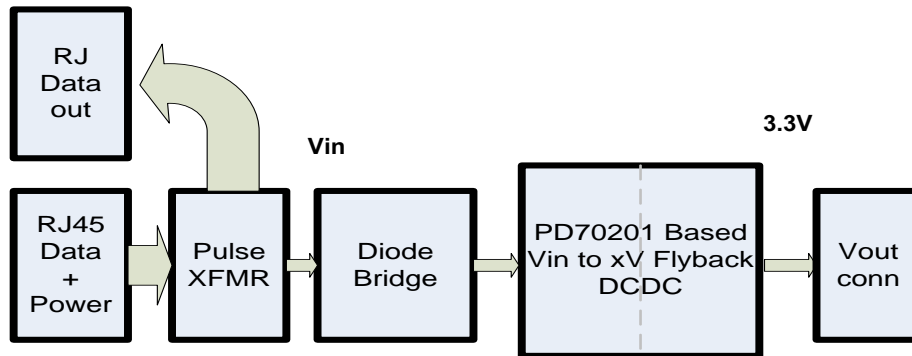 RJ
Data
out
Vin
3.3V
RJ45
Data
+
Power
Pulse
XFMR
Diode
Bridge
PD70201 Based
Vin to xV Flyback
DCDC
Vout
conn